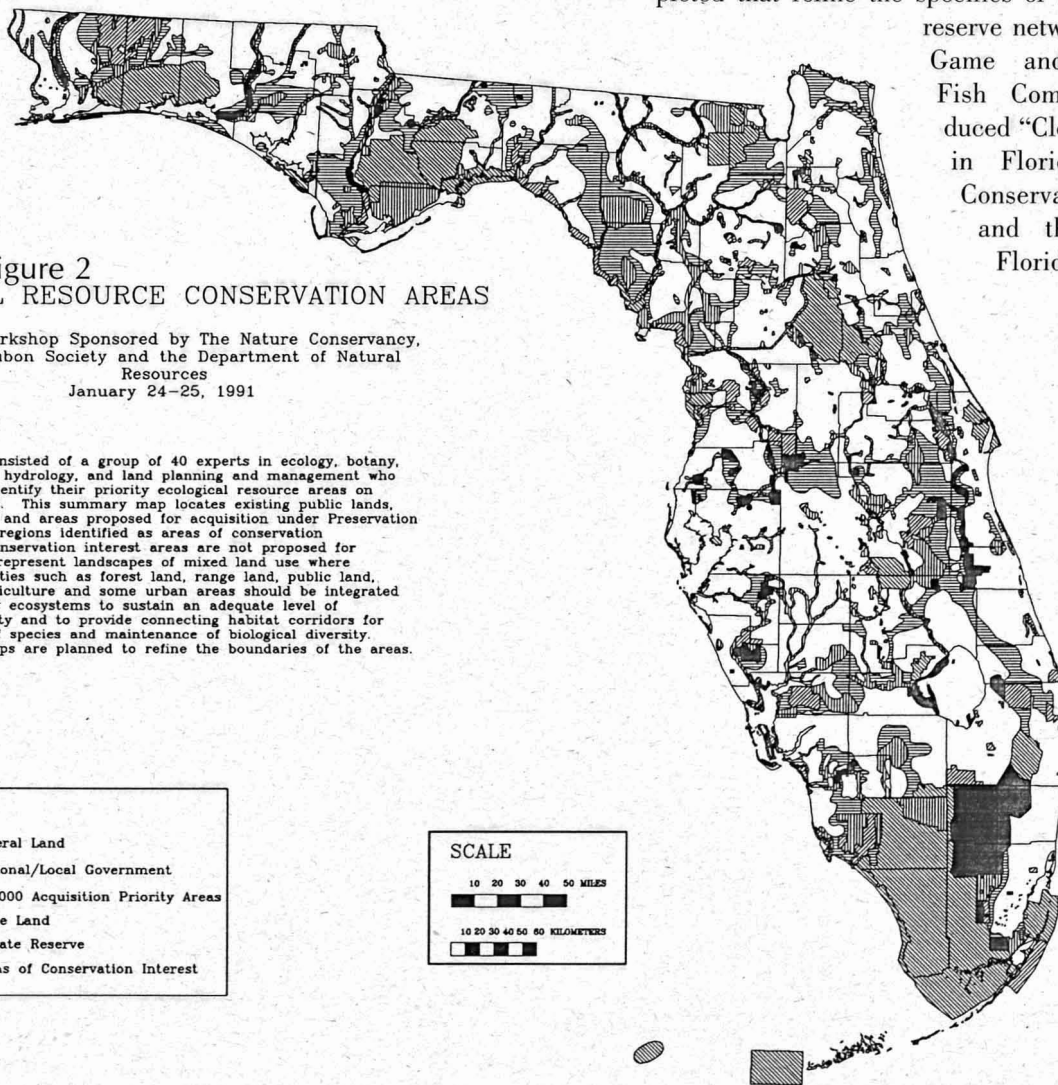 pleted that refine the specifics of
reserve netw
Game and
Fish Com
duced “Cl
in Flori
Conserva
and th
Florid
igure 2
L RESOURCE CONSERVATION AREAS
rkshop Sponsored by The Nature Conservancy,
ubon Society and the Department of Natural
Resources
January 24-25, 1991
nsisted of a group of 40 experts in ecology, botany,
hydrology, and land planning and management who
entify their priority ecological resource areas on
. This summary map locates existing public lands,
and areas proposed for acquisition under Preservation
regions identified as areas of conservation
nservation interest areas are not proposed for
represent landscapes of mixed land use where
ties such as forest land, range land, public land,
iculture and some urban areas should be integrated
ecosystems to sustain an adequate level of
ty and to provide connecting habitat corridors for
species and maintenance of biological diversity.
ps are planned to refine the boundaries of the areas.
eral Land
onal/Local Government
000 Acquisition Priority Areas
e Land
ate Reserve
as of Conservation Interest
SCALE
10 20 30 40 50 MILES
10 20 30 40 50 60 KILOMETERS